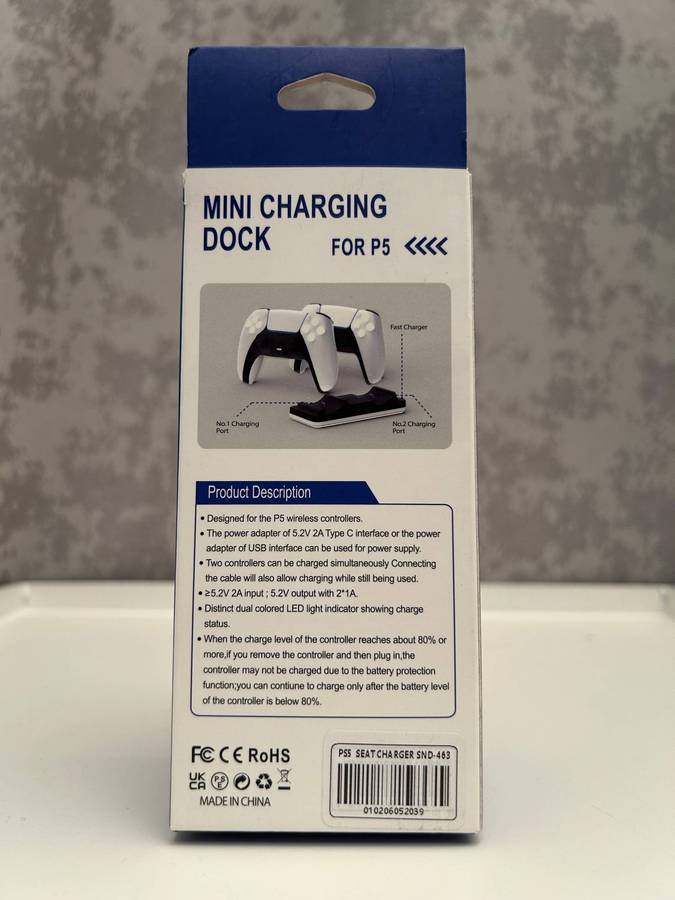 MINI CHARGING
DOCK
FOR P5
Fast Charger
No.1 Charging
Port
No.2 Charging
Port
Product Description
• Designed for the P5 wireless controllers.
• The power adapter of 5.2V 2A Type C interface or the power
adapter of USB interface can be used for power supply.
• Two controllers can be charged simultaneously Connecting
the cable will also allow charging while still being used.
• ≥5.2V 2A input ; 5.2V output with 2*1A.
• Distinct dual colored LED light indicator showing charge
status.
• When the charge level of the controller reaches about 80% or
more,if you remove the controller and then plug in,the
controller may not be charged due to the battery protection
function;you can contiune to charge only after the battery level
of the controller is below 80%.
FC CE RoHS
UK
CA
PS
E
MADE IN CHINA
PS5 SEAT CHARGER SND-463
010206052039